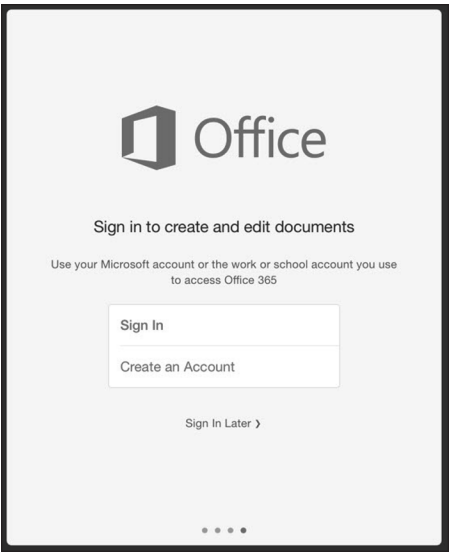 Office
Sign in to create and edit documents
Use your Microsoft account or the work or school account you use
to access Office 365
Sign In
Create an Account
Sign In Later ❯